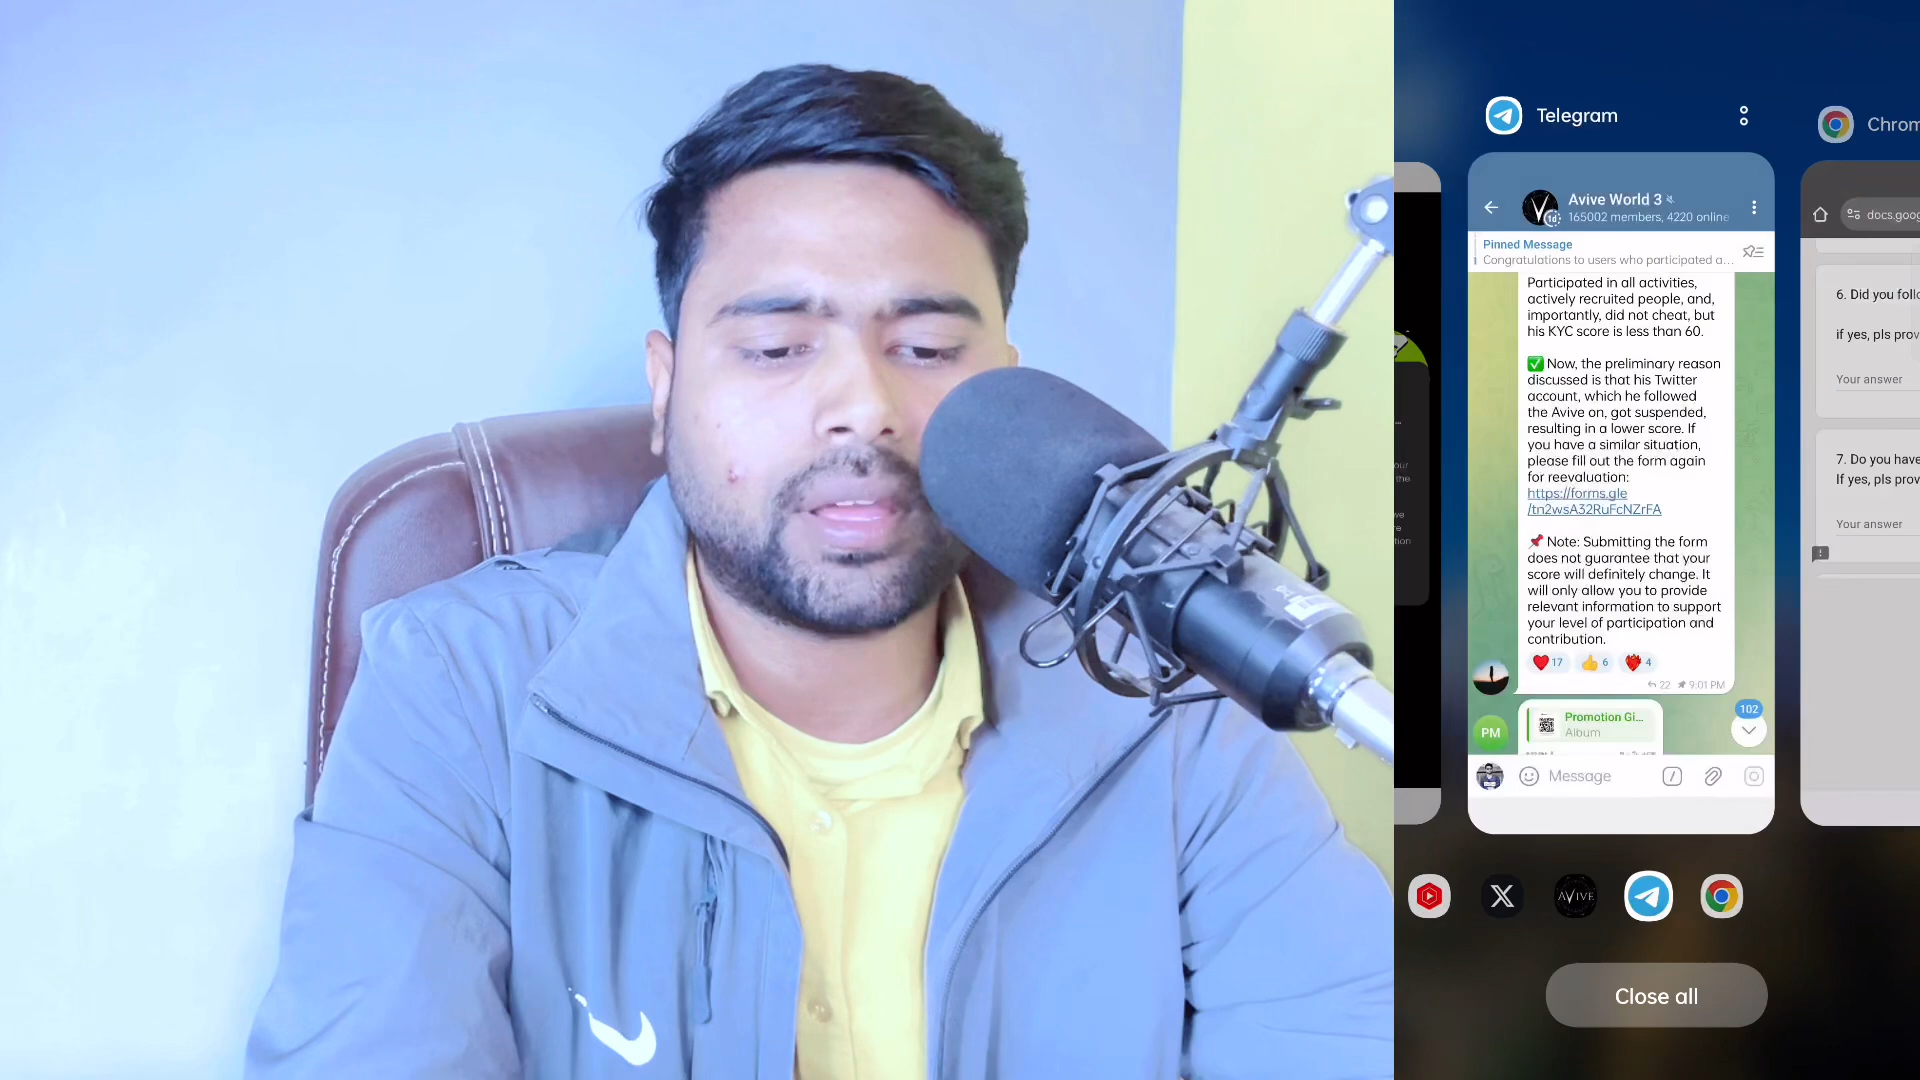 Telegram
Avive World 3
1d
165002 members, 4220 online
Pinned Message
Congratulations to users who participated a...
Participated in all activities,
actively recruited people, and,
importantly, did not cheat, but
his KYC score is less than 60.
✅ Now, the preliminary reason
discussed is that his Twitter
account, which he followed
the Avive on, got suspended,
resulting in a lower score. If
you have a similar situation,
please fill out the form again
for reevaluation:
https://forms.gle
/tn2wsA32RuFcNZrFA
📌 Note: Submitting the form
does not guarantee that your
score will definitely change. It
will only allow you to provide
relevant information to support
your level of participation and
contribution.
❤️ 17 👍 6 4
22 9:01 PM
PM
Promotion Gi...
Album
102
Message
Chrom
docs.goog
6. Did you follo
if yes, pls prov
Your answer
7. Do you have
If yes, pls prov
Your answer
our
the
we
tion
AVIVE
Close all